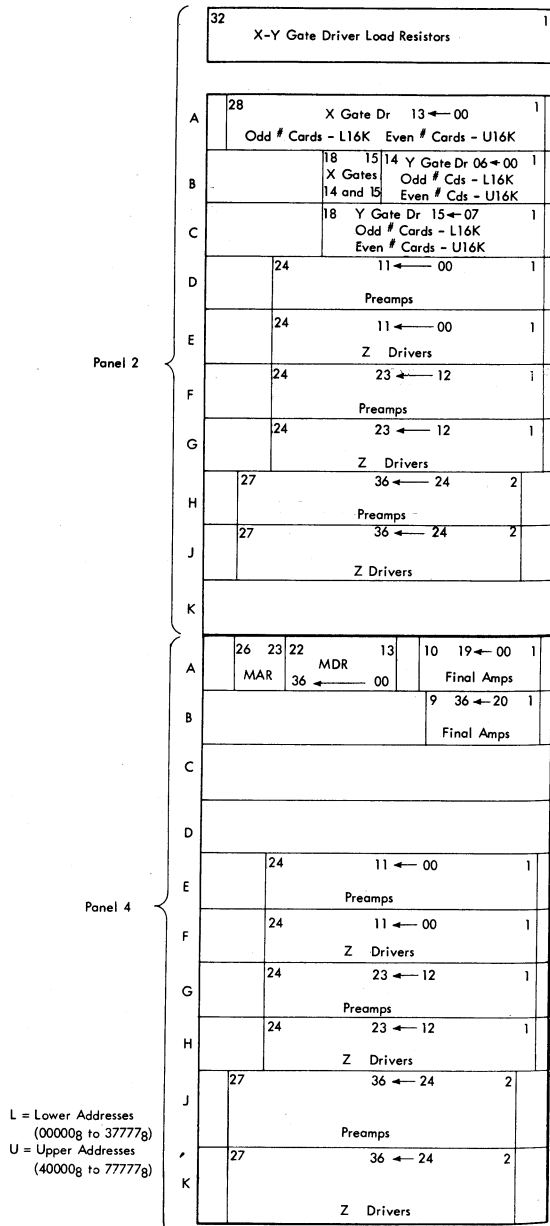 32 1
X-Y Gate Driver Load Resistors
A
28 X Gate Dr 13 ← 00 1
Odd # Cards - L16K Even # Cards - U16K
B
18 15
X Gates
14 and 15
14 Y Gate Dr 06 ← 00 1
Odd # Cds - L16K
Even # Cds - U16K
C
18 Y Gate Dr 15 ← 07 1
Odd # Cards - L16K
Even # Cards - U16K
D
24 11 ← 00 1
Preamps
E
24 11 ← 00 1
Z Drivers
Panel 2
F
24 23 ← 12 1
Preamps
G
24 23 ← 12 1
Z Drivers
H
27 36 ← 24 2
Preamps
J
27 36 ← 24 2
Z Drivers
K
A
26 23
MAR
22 13
MDR
36 ← 00
10 19 ← 00 1
Final Amps
B
9 36 ← 20 1
Final Amps
C
D
E
24 11 ← 00 1
Preamps
Panel 4
F
24 11 ← 00 1
Z Drivers
G
24 23 ← 12 1
Preamps
H
24 23 ← 12 1
Z Drivers
J
27 36 ← 24 2
Preamps
K
27 36 ← 24 2
Z Drivers
L = Lower Addresses
(00000₈ to 37777₈)
U = Upper Addresses
(40000₈ to 77777₈)